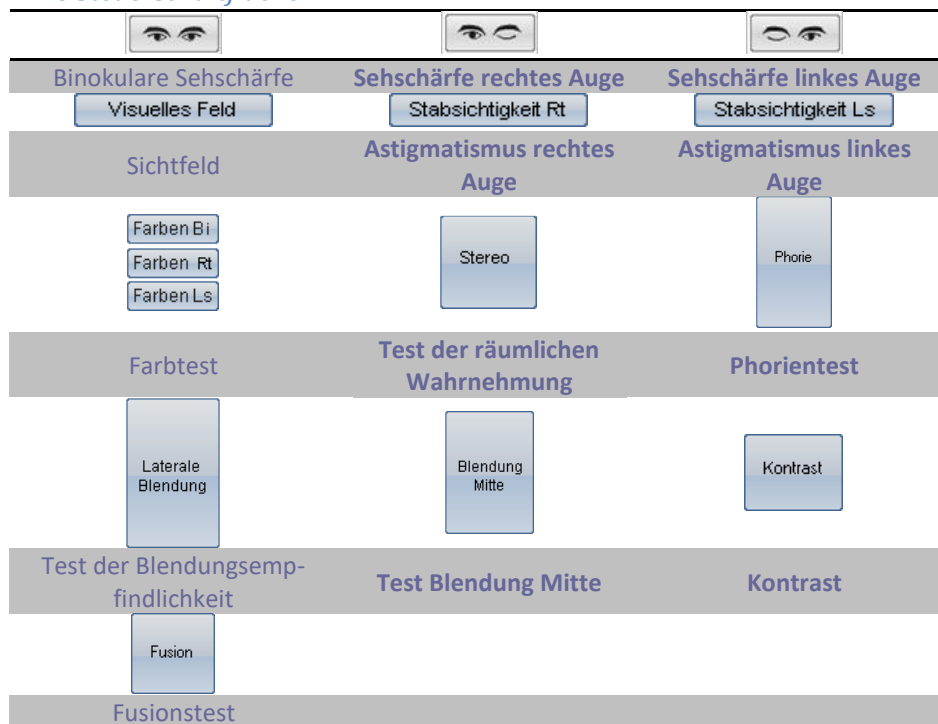 Binokulare Sehschärfe
Sehschärfe rechtes Auge
Sehschärfe linkes Auge
Visuelles Feld
Stabsichtigkeit Rt
Stabsichtigkeit Ls
Sichtfeld
Astigmatismus rechtes
Auge
Astigmatismus linkes
Auge
Farben Bi
Farben Rt
Farben Ls
Stereo
Phorie
Farbtest
Test der räumlichen
Wahrnehmung
Phorientest
Laterale
Blendung
Blendung
Mitte
Kontrast
Test der Blendungsemp-
findlichkeit
Test Blendung Mitte
Kontrast
Fusion
Fusionstest